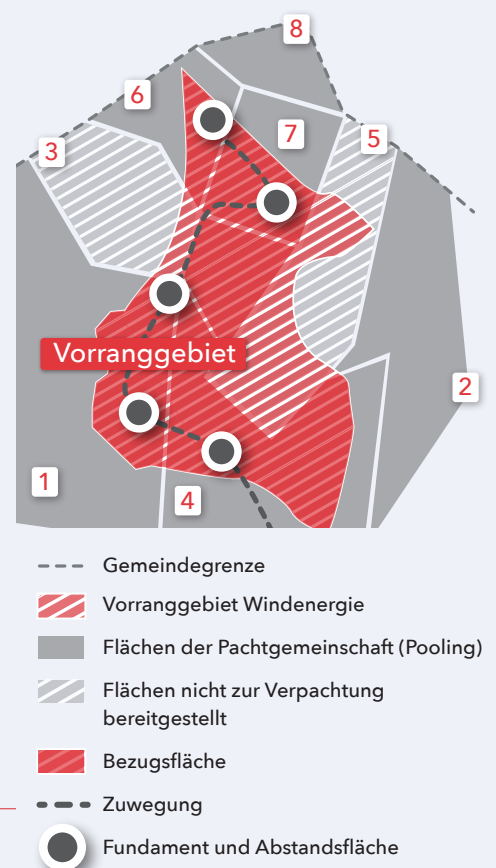 8
6
7
5
3
Vorranggebiet
2
1
4
Gemeindegrenze
Vorranggebiet Windenergie
Flächen der Pachtgemeinschaft (Pooling)
Flächen nicht zur Verpachtung
bereitgestellt
Bezugsfläche
Zuwegung
Fundament und Abstandsfläche